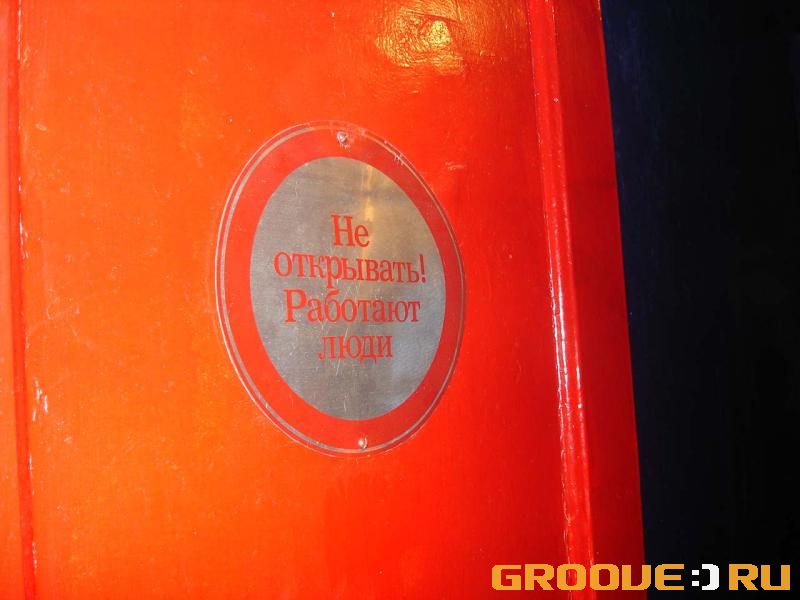 Не
открывать!
Работают
люди
GROOVE:)RU